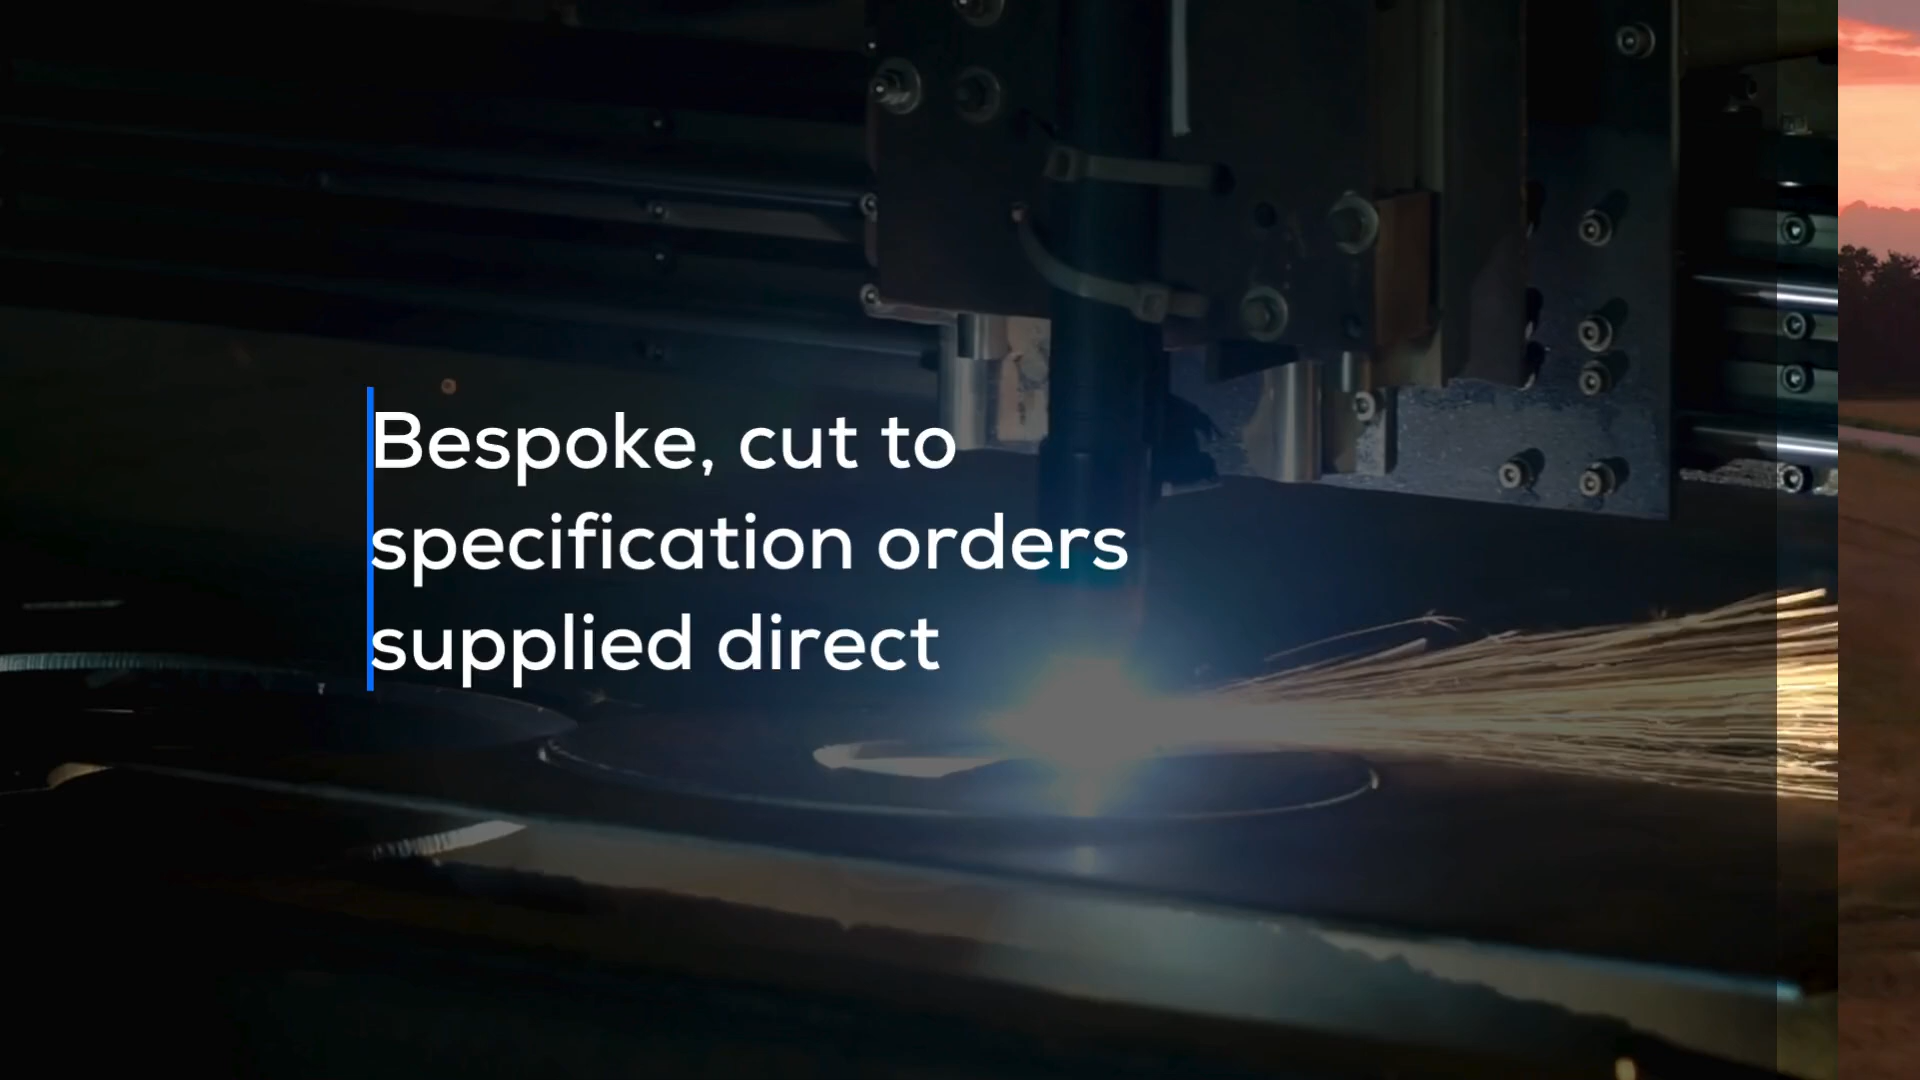 Bespoke, cut to
specification orders
supplied direct